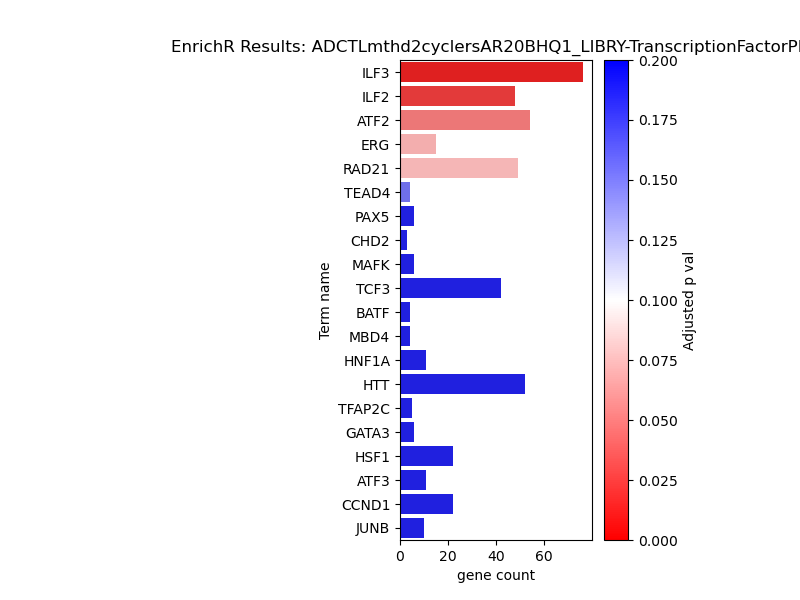 EnrichR Results: ADCTLmthd2cyclersAR20BHQ1_LIBRY-TranscriptionFactorP
ILF3
ILF2
ATF2
ERG
RAD21
TEAD4
PAX5
CHD2
MAFK
TCF3
BATF
MBD4
HNF1A
HTT
TFAP2C
GATA3
HSF1
ATF3
CCND1
JUNB
Term name
0 20 40 60
gene count
0.200
0.175
0.150
0.125
0.100
0.075
0.050
0.025
0.000
Adjusted p val